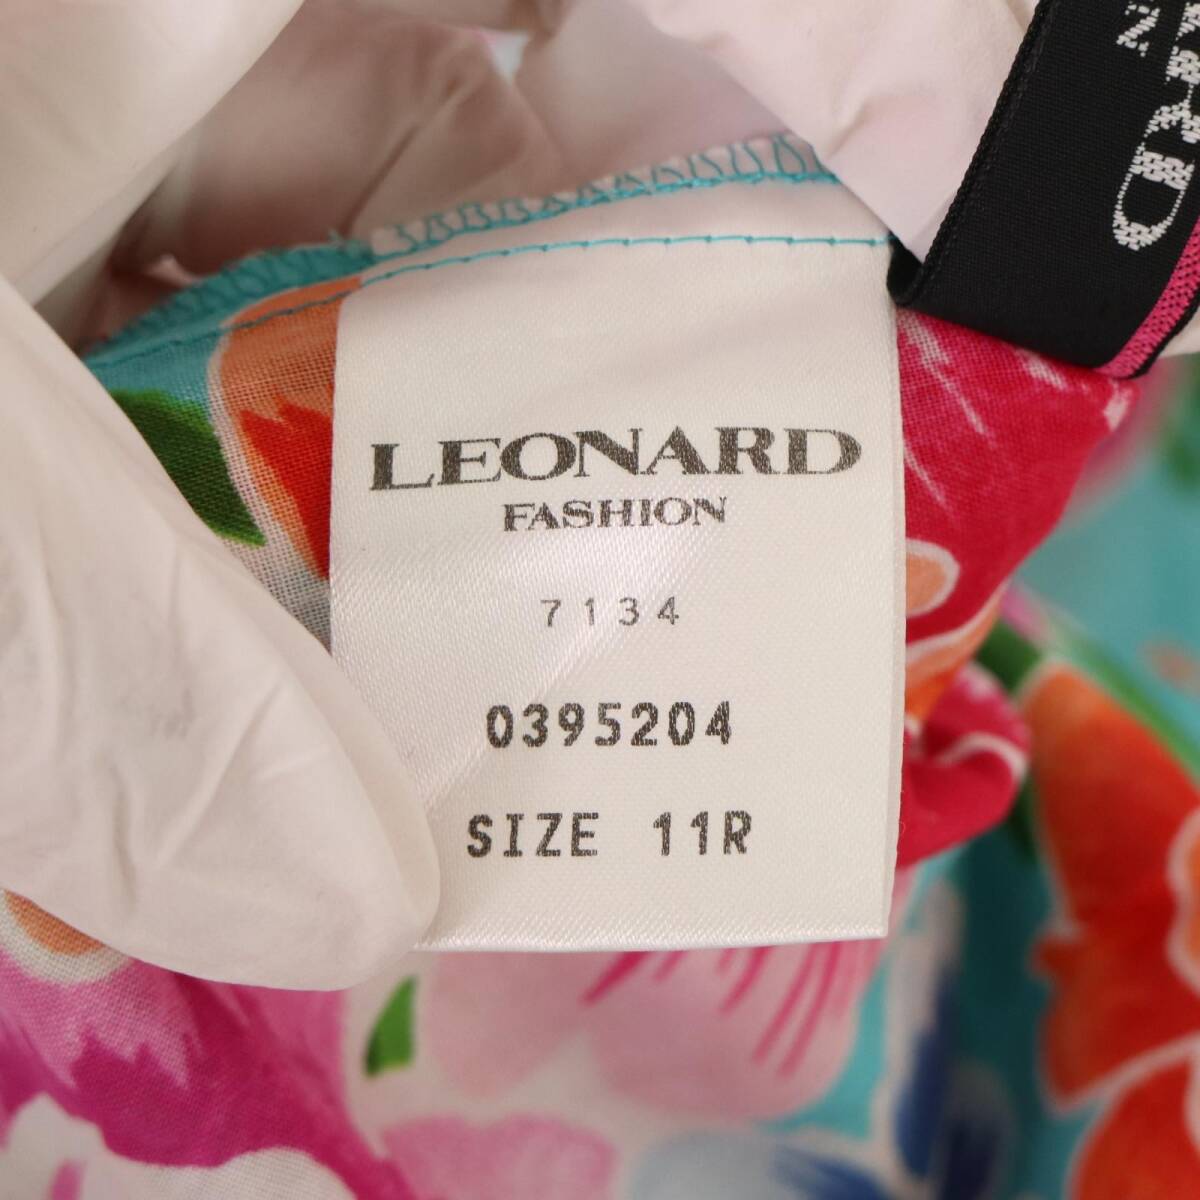 LEONARD
FASHION
7134
0395204
SIZE 11R